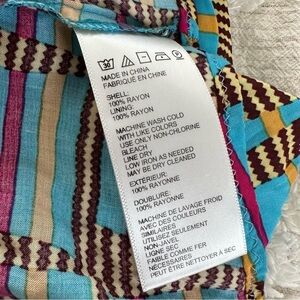 MADE IN CHINA
FABRIQUÉ EN CHINE
SHELL:
100% RAYON
LINING:
100% RAYON
MACHINE WASH COLD
WITH LIKE COLORS
USE ONLY NON-CHLORINE
BLEACH
LINE DRY
LOW IRON AS NEEDED
MAY BE DRY CLEANED
EXTÉRIEUR:
100% RAYONNE
DOUBLURE:
100% RAYONNE
MACHINE DE LAVAGE FROID
AVEC DES COULEURS
SIMILAIRES
UTILISEZ SEULEMENT
NON-JAVEL
LIGNE SEC
FAIBLE COMME FER
NÉCESSAIRE
PEUT ÊTRE NETTOYER À SEC